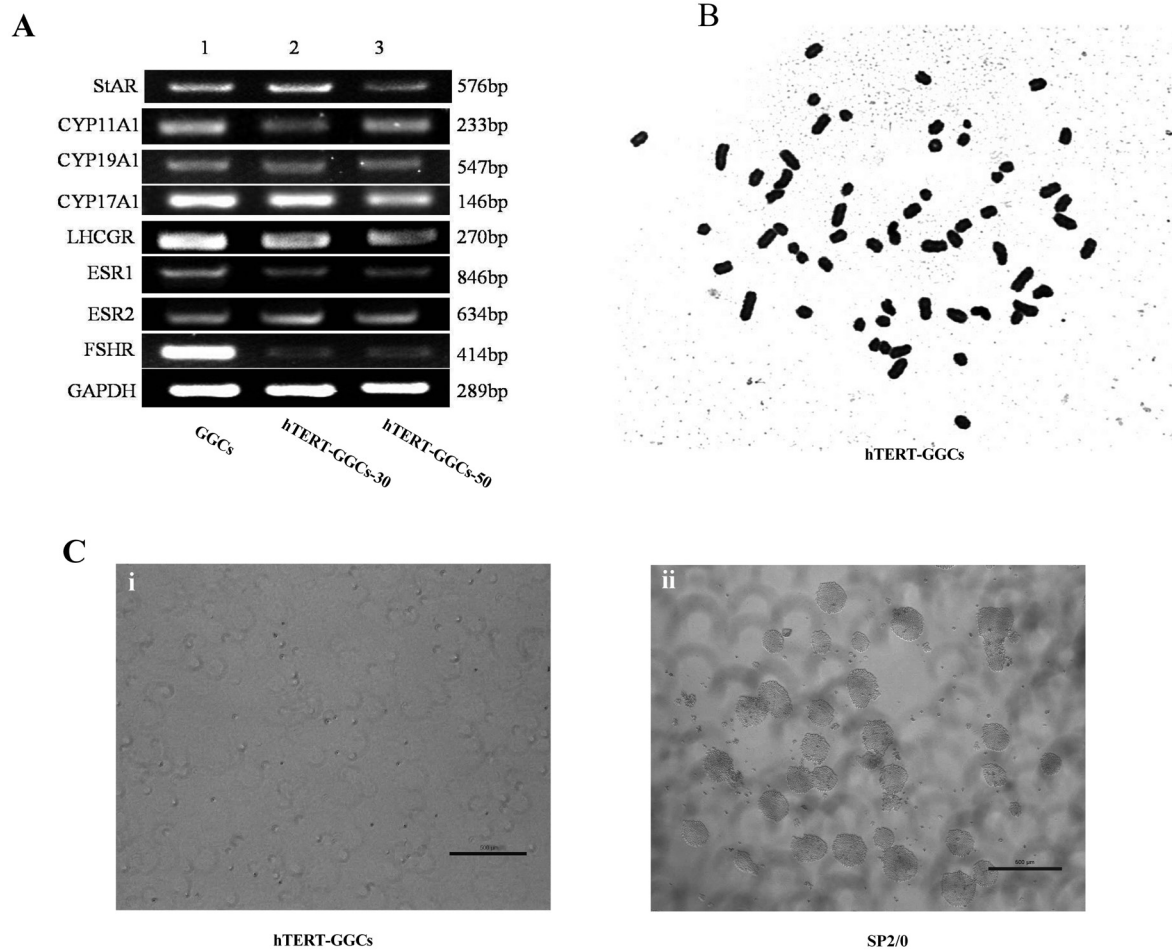 A
1 2 3
StAR 576bp
CYP11A1 233bp
CYP19A1 547bp
CYP17A1 146bp
LHCGR 270bp
ESR1 846bp
ESR2 634bp
FSHR 414bp
GAPDH 289bp
GGCs
hTERT-GGCs-30
hTERT-GGCs-50
B
hTERT-GGCs
C
i
hTERT-GGCs
ii
SP2/0